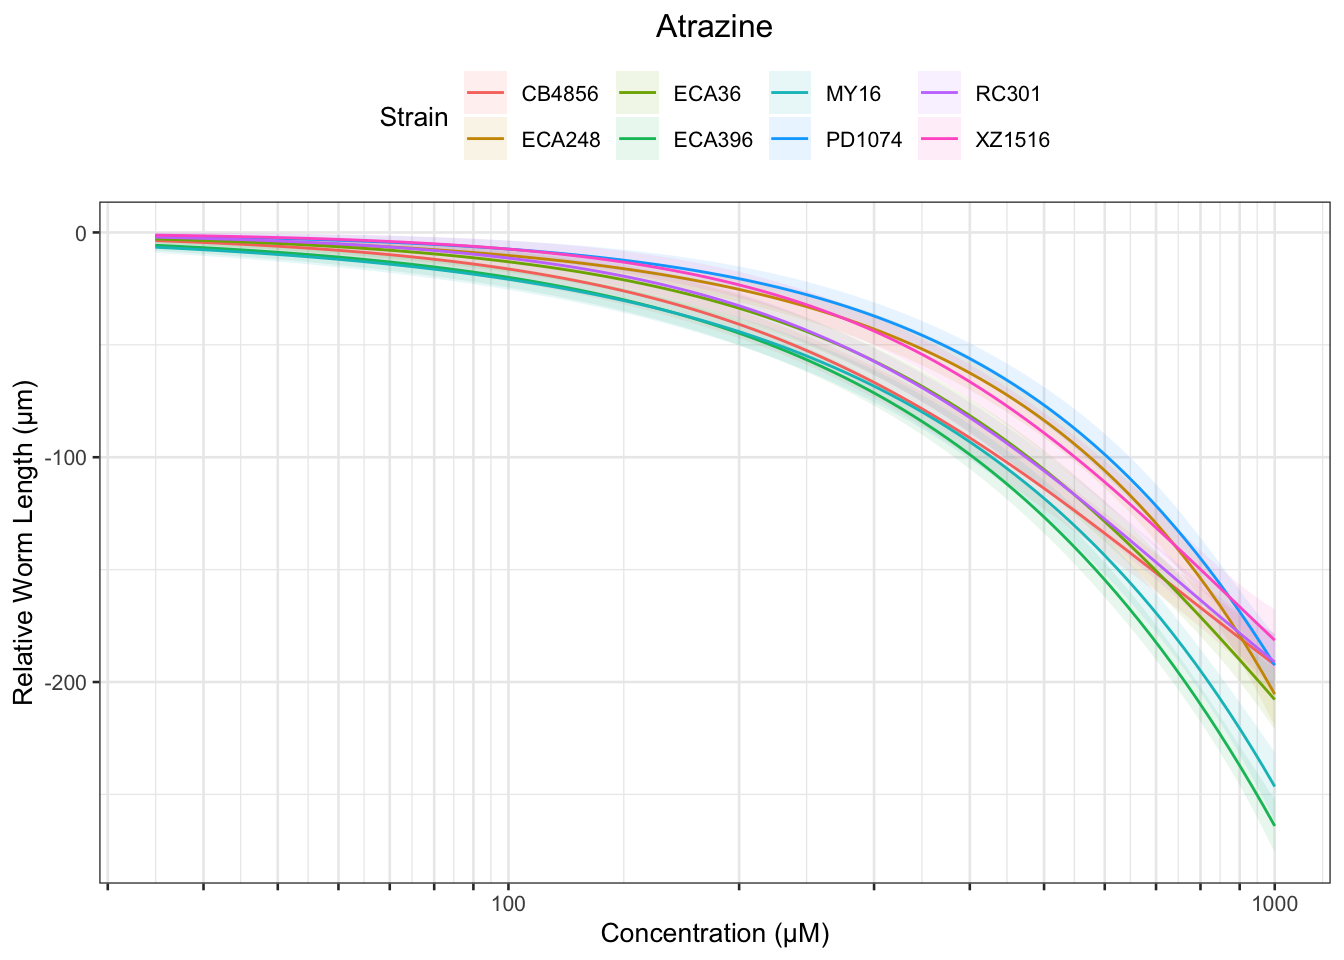 Atrazine
Strain
CB4856 ECA36 MY16 RC301
ECA248 ECA396 PD1074 XZ1516
Relative Worm Length (µm)
0
-100
-200
100 1000
Concentration (µM)